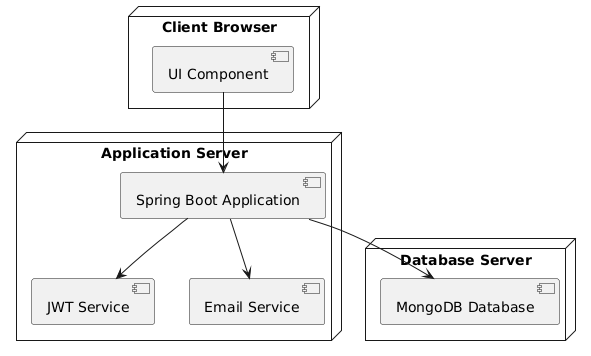 Client Browser
UI Component
Application Server
Spring Boot Application
Database Server
JWT Service
Email Service
MongoDB Database